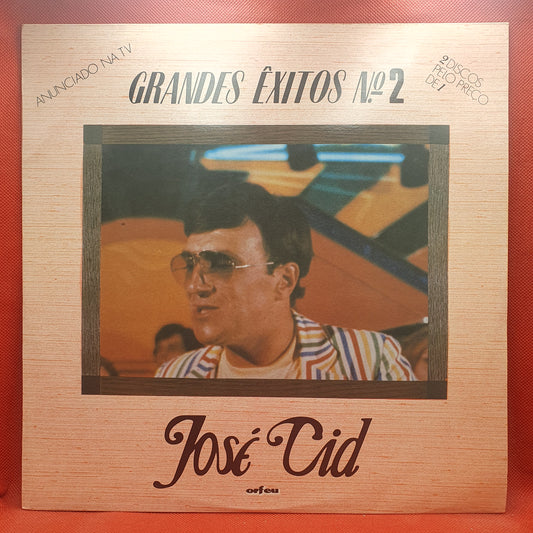 ANUNCIADO NA TV
GRANDES ÊXITOS Nº 2
2 DISCOS
PELO PREÇO
DE 1
José Cid
orfeu